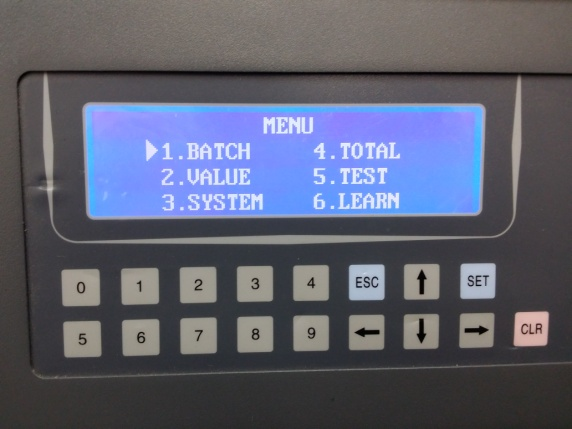 MENU
1.BATCH 4.TOTAL
2.VALUE 5.TEST
3.SYSTEM 6.LEARN
0 1 2 3 4 ESC ↑ SET
5 6 7 8 9 ← ↓ → CLR